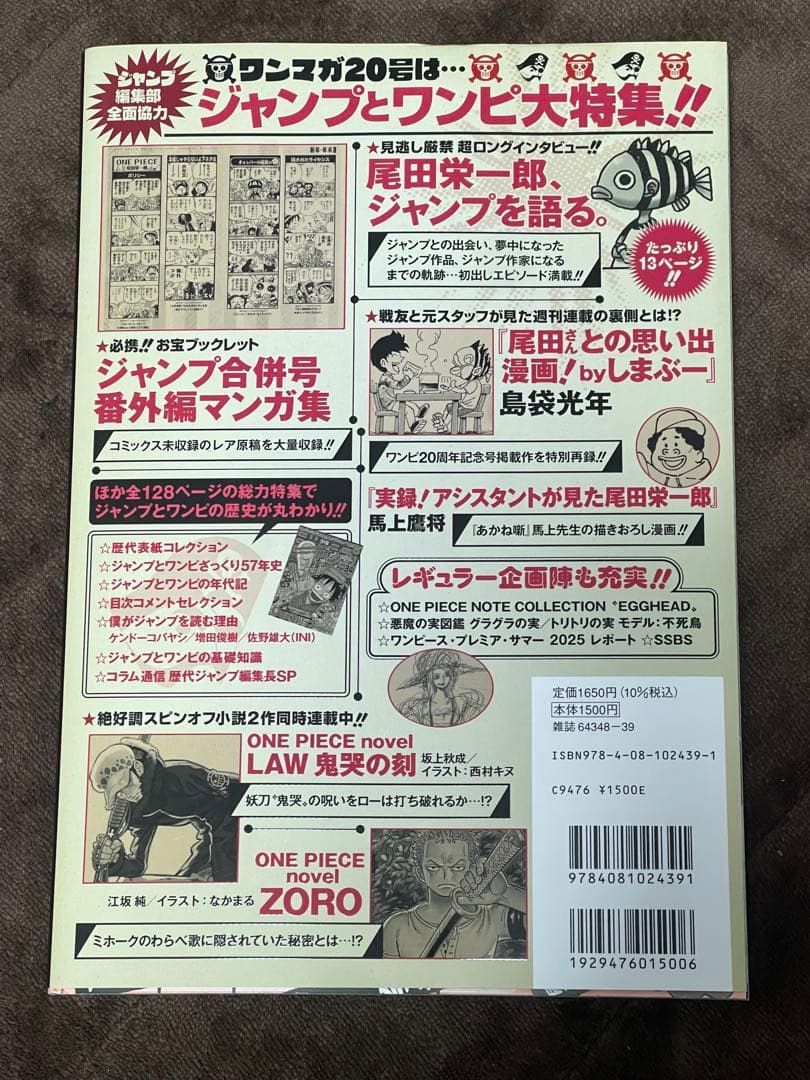 ジャンプ
編集部
全面協力
ワンマガ20号は…
ジャンプとワンピ大特集!!
ONE PIECE
★見逃し厳禁 超ロングインタビュー!!
尾田栄一郎、
ジャンプを語る。
ジャンプとの出会い、夢中になった
ジャンプ作品、ジャンプ作家になる
までの軌跡…初出しエピソード満載!!
たっぷり
13ページ
!!
★必携!! お宝ブックレット
ジャンプ合併号
番外編マンガ集
コミックス未収録のレア原稿を大量収録!!
★戦友と元スタッフが見た週刊連載の裏側とは!?
『尾田さんとの思い出
漫画!byしまぶー』
島袋光年
ワンピ20周年記念号掲載作を特別再録!!
『実録!アシスタントが見た尾田栄一郎』
馬上鷹将
『あかね噺』馬上先生の描きおろし漫画!!
ほか全128ページの総力特集で
ジャンプとワンピの歴史が丸わかり!!
☆歴代表紙コレクション
☆ジャンプとワンピざっくり57年史
☆ジャンプとワンピの年代記
☆目次コメントセレクション
☆僕がジャンプを読む理由
ケンドーコバヤシ/増田俊樹/佐野雄大(INI)
☆ジャンプとワンピの基礎知識
☆コラム通信 歴代ジャンプ編集長SP
レギュラー企画陣も充実!!
☆ONE PIECE NOTE COLLECTION〝EGGHEAD〟
☆悪魔の実図鑑 グラグラの実/トリトリの実 モデル:不死鳥
☆ワンピース・プレミア・サマー 2025 レポート ☆SSBS
★絶好調スピンオフ小説2作同時連載中!!
ONE PIECE novel
LAW 鬼哭の刻
坂上秋成/
イラスト:西村キヌ
妖刀〝鬼哭〟の呪いをローは打ち破れるか…!?
ONE PIECE
novel
ZORO
江坂 純/イラスト:なかまる
ミホークのわらべ歌に隠されていた秘密とは…!?
定価1650円(10%税込)
本体1500円
雑誌 64348-39
ISBN978-4-08-102439-1
C9476 ¥1500E
9784081024391
1929476015006